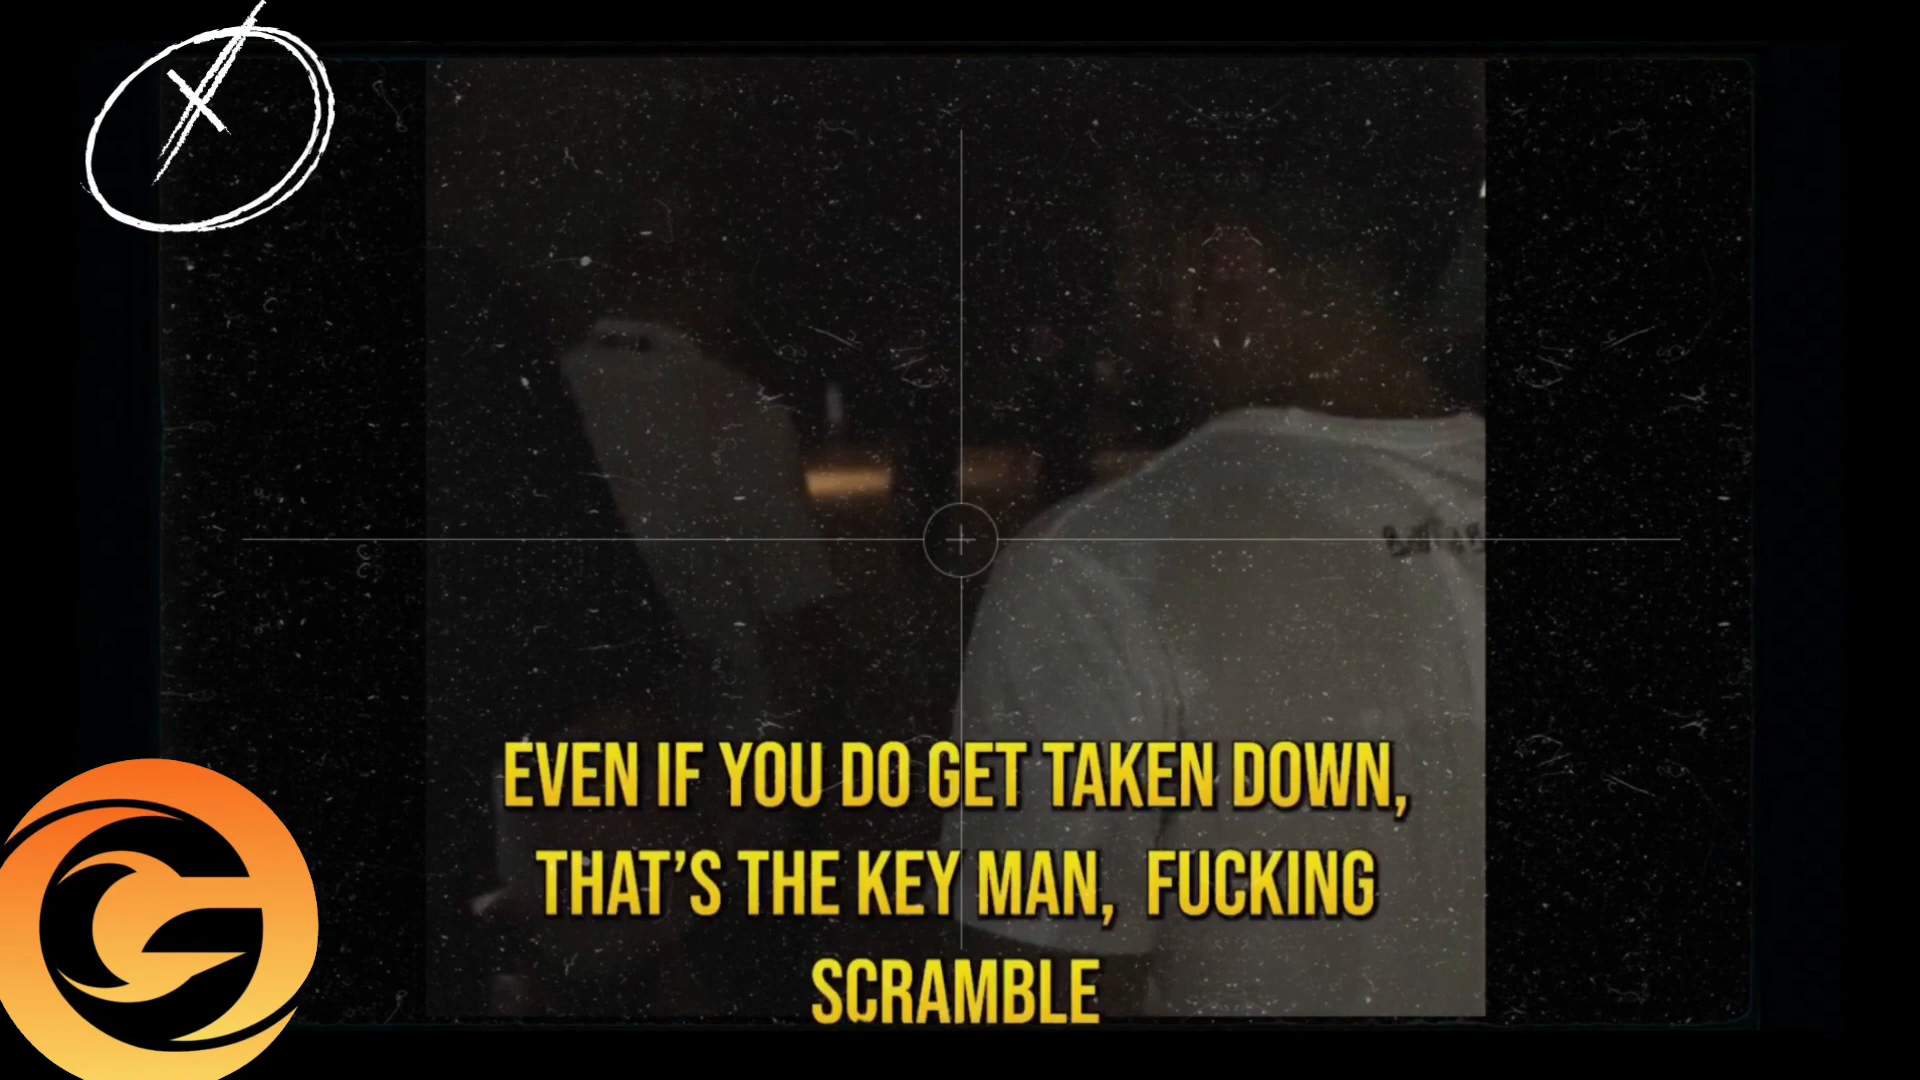 EVEN IF YOU DO GET TAKEN DOWN,
THAT'S THE KEY MAN, FUCKING
SCRAMBLE